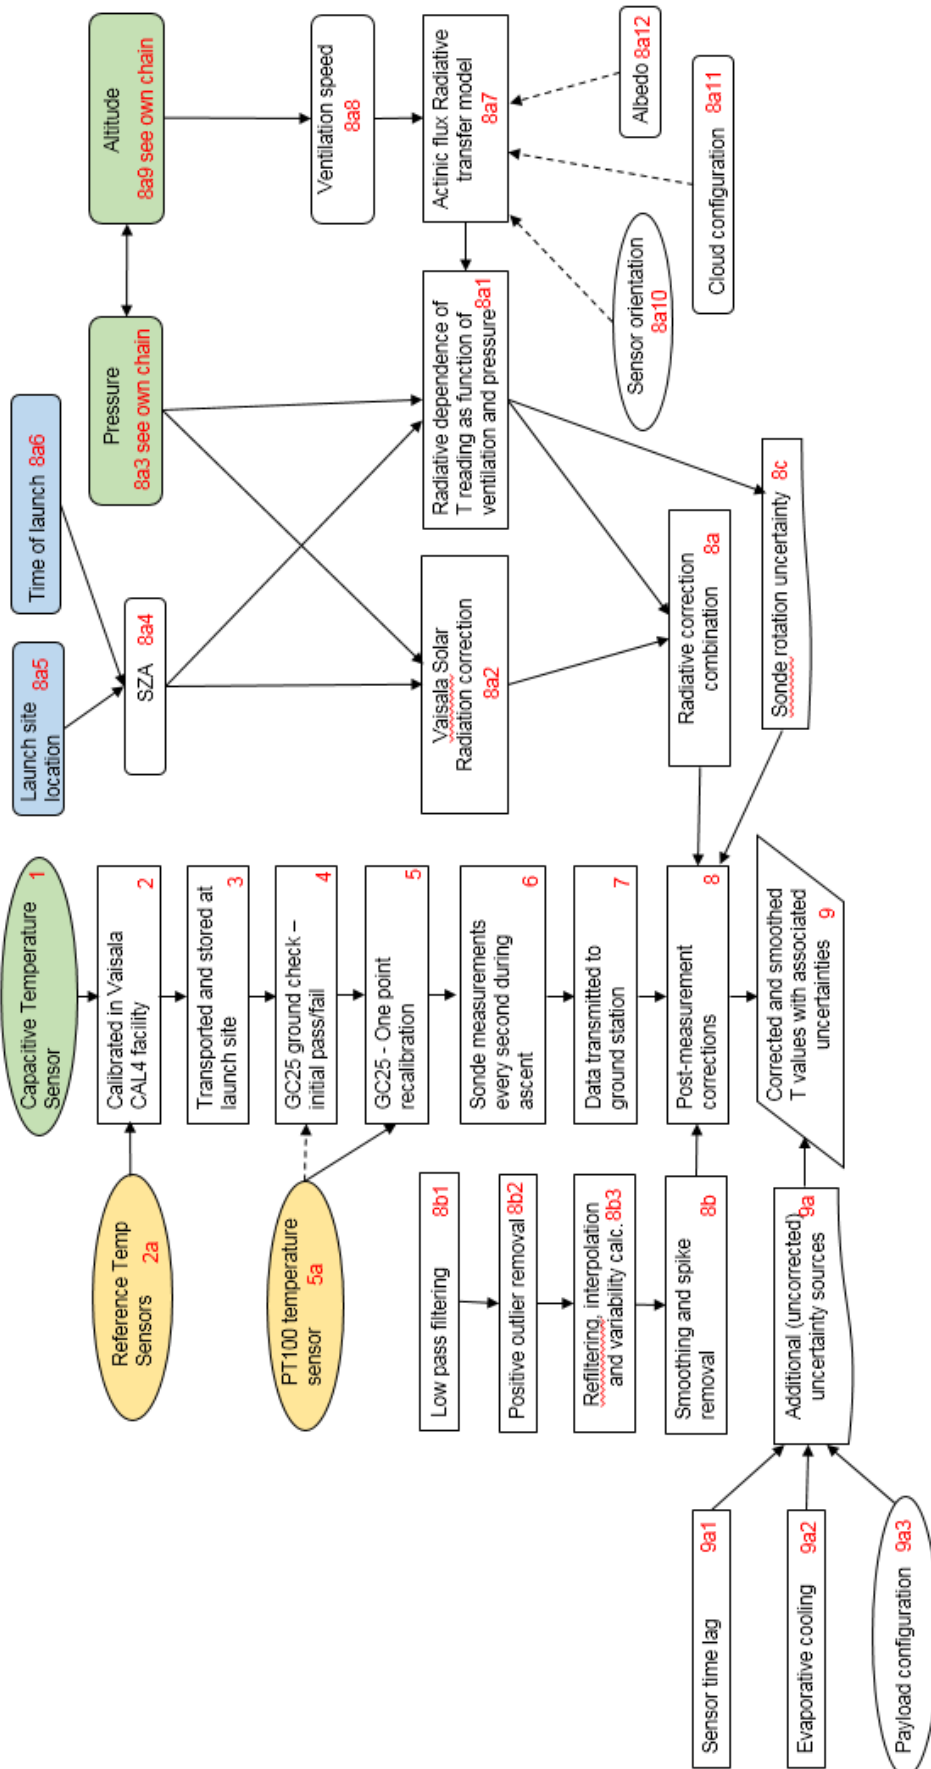 Capacitive Temperature
Sensor
1
Calibrated in Vaisala
CAL4 facility
2
Transported and stored at
launch site
3
GC25 ground check –
initial pass/fail
4
GC25 - One point
recalibration
5
Sonde measurements
every second during
ascent
6
Data transmitted to
ground station
7
Post-measurement
corrections
8
Corrected and smoothed
T values with associated
uncertainties
9
Reference Temp
Sensors
2a
PT100 temperature
sensor
5a
Low pass filtering 8b1
Positive outlier removal 8b2
Refiltering, interpolation
and variability calc. 8b3
Smoothing and spike
removal
8b
Additional (uncorrected)
uncertainty sources
9a
Sensor time lag 9a1
Evaporative cooling 9a2
Payload configuration 9a3
Launch site
location
8a5
Time of launch 8a6
SZA 8a4
Pressure
8a3 see own chain
Altitude
8a9 see own chain
Ventilation speed
8a8
Vaisala Solar
Radiation correction
8a2
Radiative dependence of
T reading as function of
ventilation and pressure
8a1
Actinic flux Radiative
transfer model
8a7
Radiative correction
combination
8a
Sonde rotation uncertainty 8c
Sensor orientation
8a10
Cloud configuration 8a11
Albedo 8a12